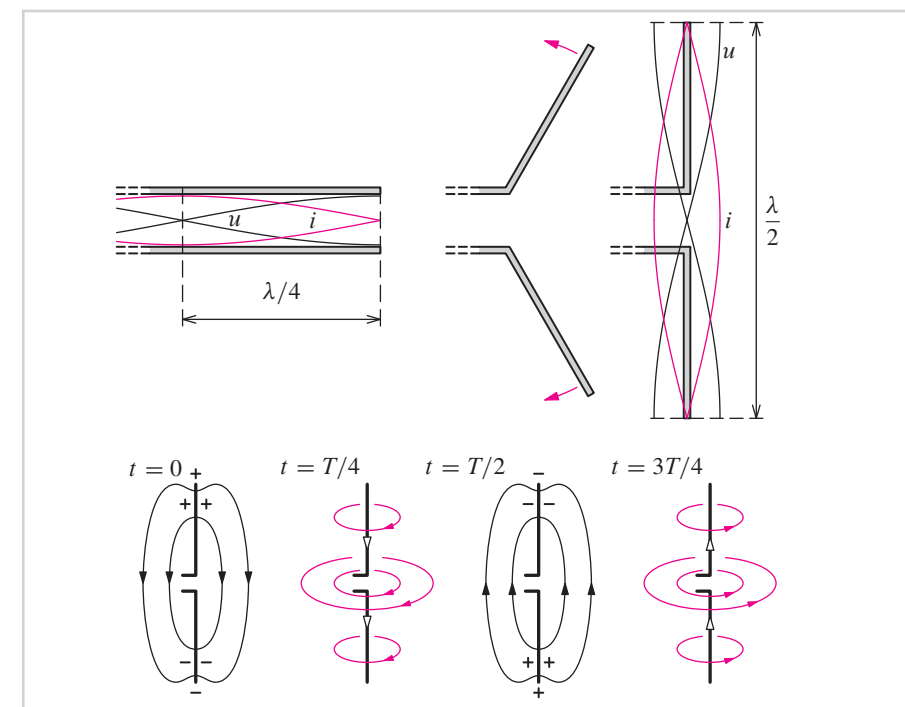 u
λ/2
u i
i
λ/4
t = 0 + t = T/4 t = T/2 − t = 3T/4
+ + − −
− − + +
− +